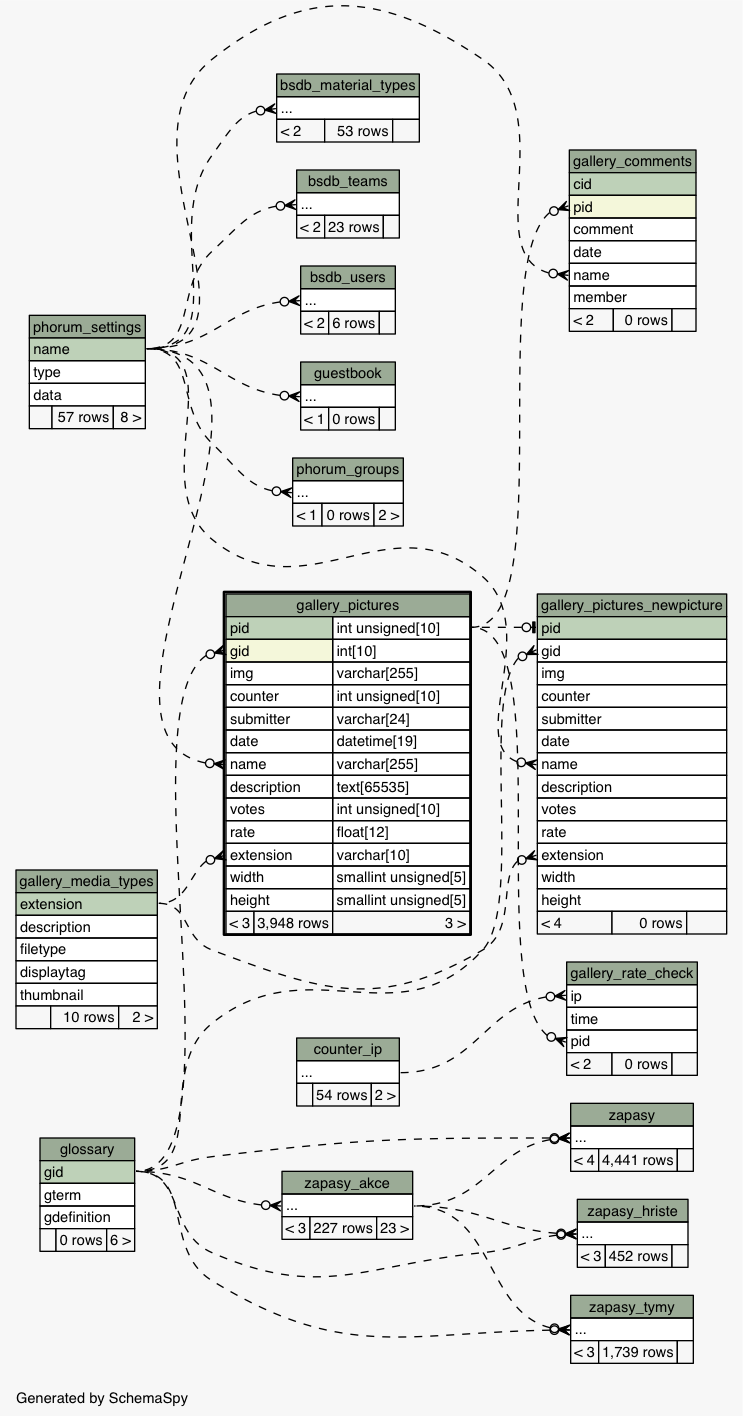 bsdb_material_types
...
< 2 53 rows
gallery_comments
cid
pid
comment
date
name
member
< 2 0 rows
bsdb_teams
...
< 2 23 rows
bsdb_users
...
< 2 6 rows
phorum_settings
name
type
data
57 rows 8 >
guestbook
...
< 1 0 rows
phorum_groups
...
< 1 0 rows 2 >
gallery_pictures
pid int unsigned[10]
gid int[10]
img varchar[255]
counter int unsigned[10]
submitter varchar[24]
date datetime[19]
name varchar[255]
description text[65535]
votes int unsigned[10]
rate float[12]
extension varchar[10]
width smallint unsigned[5]
height smallint unsigned[5]
< 3 3,948 rows 3 >
gallery_pictures_newpicture
pid
gid
img
counter
submitter
date
name
description
votes
rate
extension
width
height
< 4 0 rows
gallery_media_types
extension
description
filetype
displaytag
thumbnail
10 rows 2 >
gallery_rate_check
ip
time
pid
< 2 0 rows
counter_ip
...
54 rows 2 >
zapasy
...
< 4 4,441 rows
glossary
gid
gterm
gdefinition
0 rows 6 >
zapasy_akce
...
< 3 227 rows 23 >
zapasy_hriste
...
< 3 452 rows
zapasy_tymy
...
< 3 1,739 rows
Generated by SchemaSpy